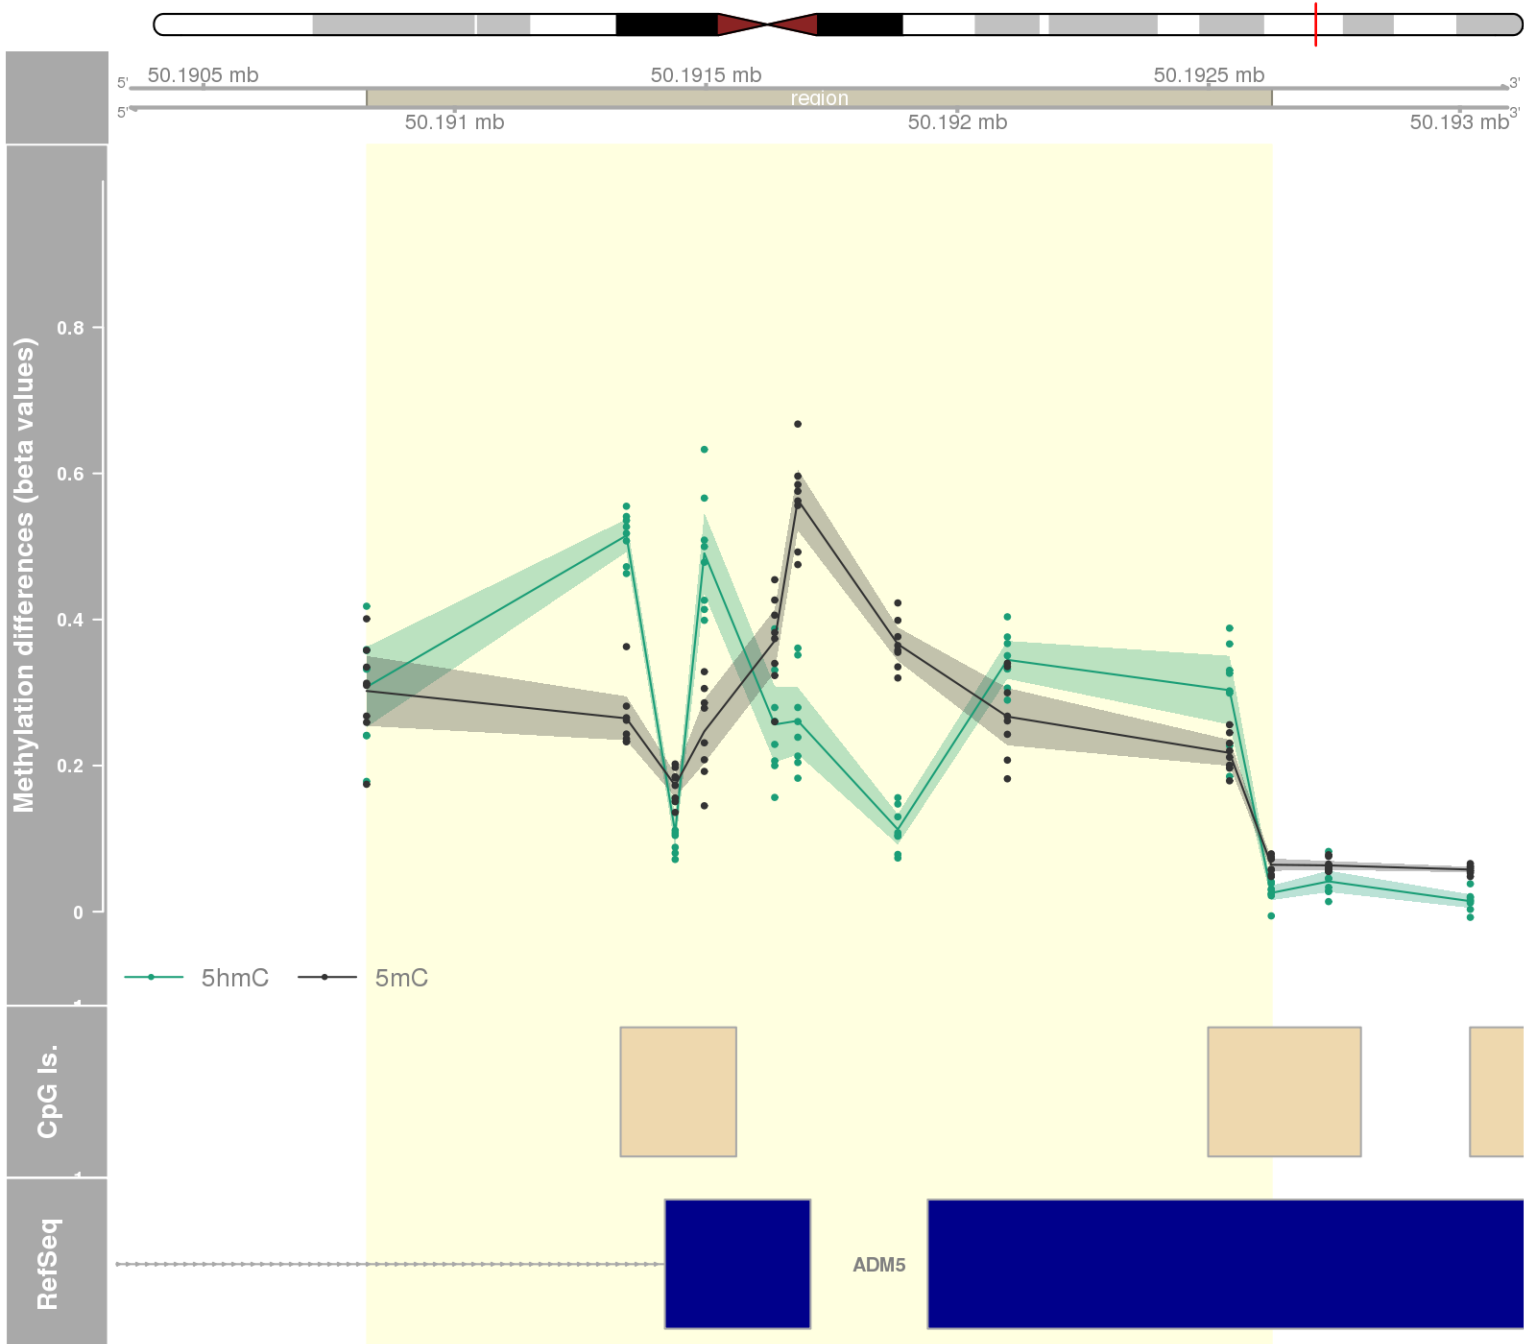 50.1905 mb 50.1915 mb 50.1925 mb
5' 3'
region
5' 3'
50.191 mb 50.192 mb 50.193 mb
Methylation differences (beta values)
0.8
0.6
0.4
0.2
0
5hmC 5mC
CpG Is.
RefSeq
ADM5